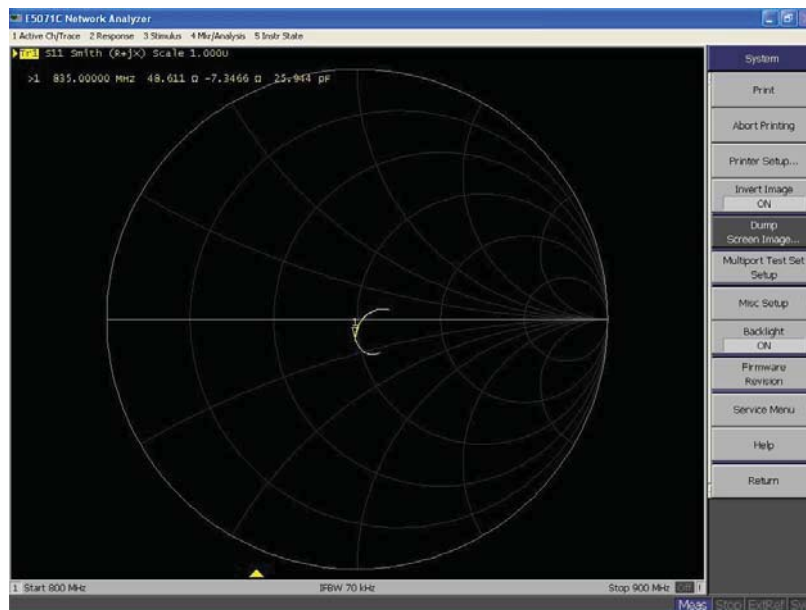 E5071C Network Analyzer
1 Active Ch/Trace 2 Response 3 Stimulus 4 Mkr/Analysis 5 Instr State
Tr1 S11 Smith (R+jX) Scale 1.000U
>1 835.00000 MHz 48.611 Ω -7.3466 Ω 25.944 pF
1
System
Print
Abort Printing
Printer Setup...
Invert Image
ON
Dump
Screen Image...
Multiport Test Set
Setup
Misc Setup
Backlight
ON
Firmware
Revision
Service Menu
Help
Return
1 Start 800 MHz IFBW 70 kHz Stop 900 MHz Off
Meas Stop ExtRef